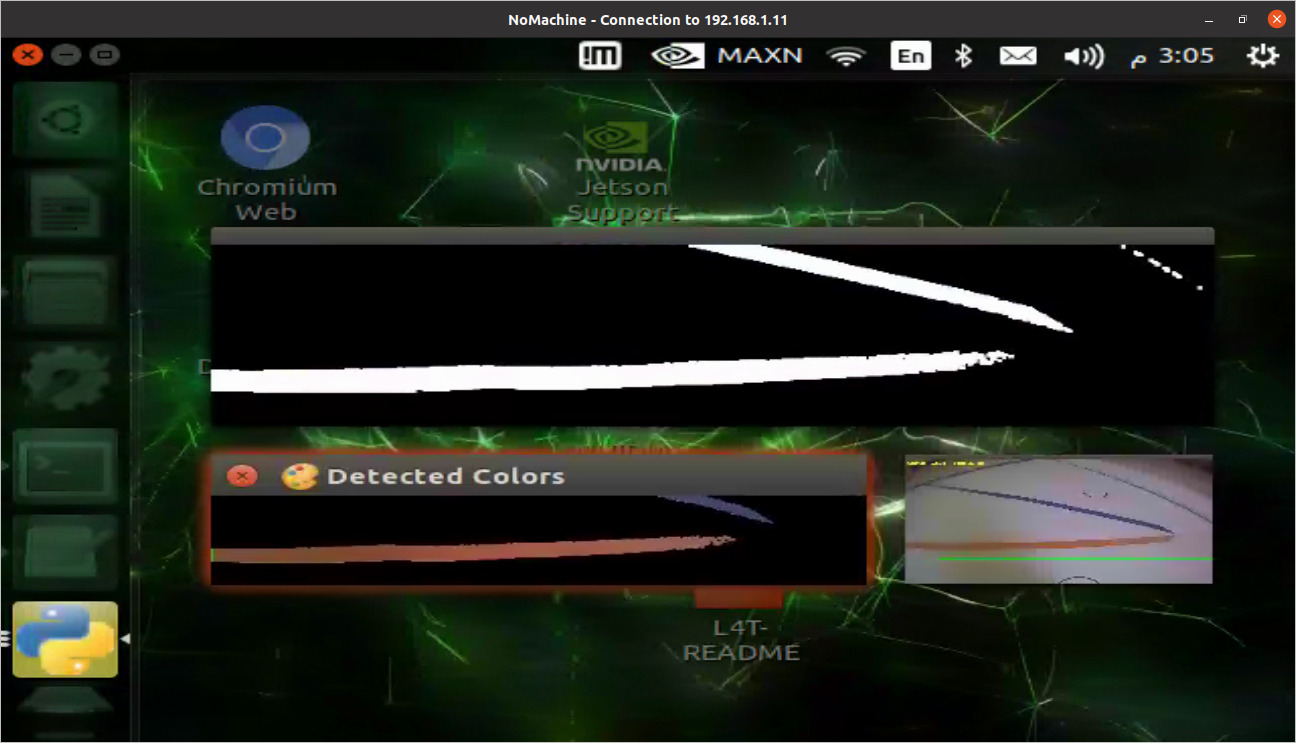 NoMachine - Connection to 192.168.1.11
MAXN
En
3:05 م
Chromium
Web
NVIDIA
Jetson
Support
Detected Colors
L4T-
README